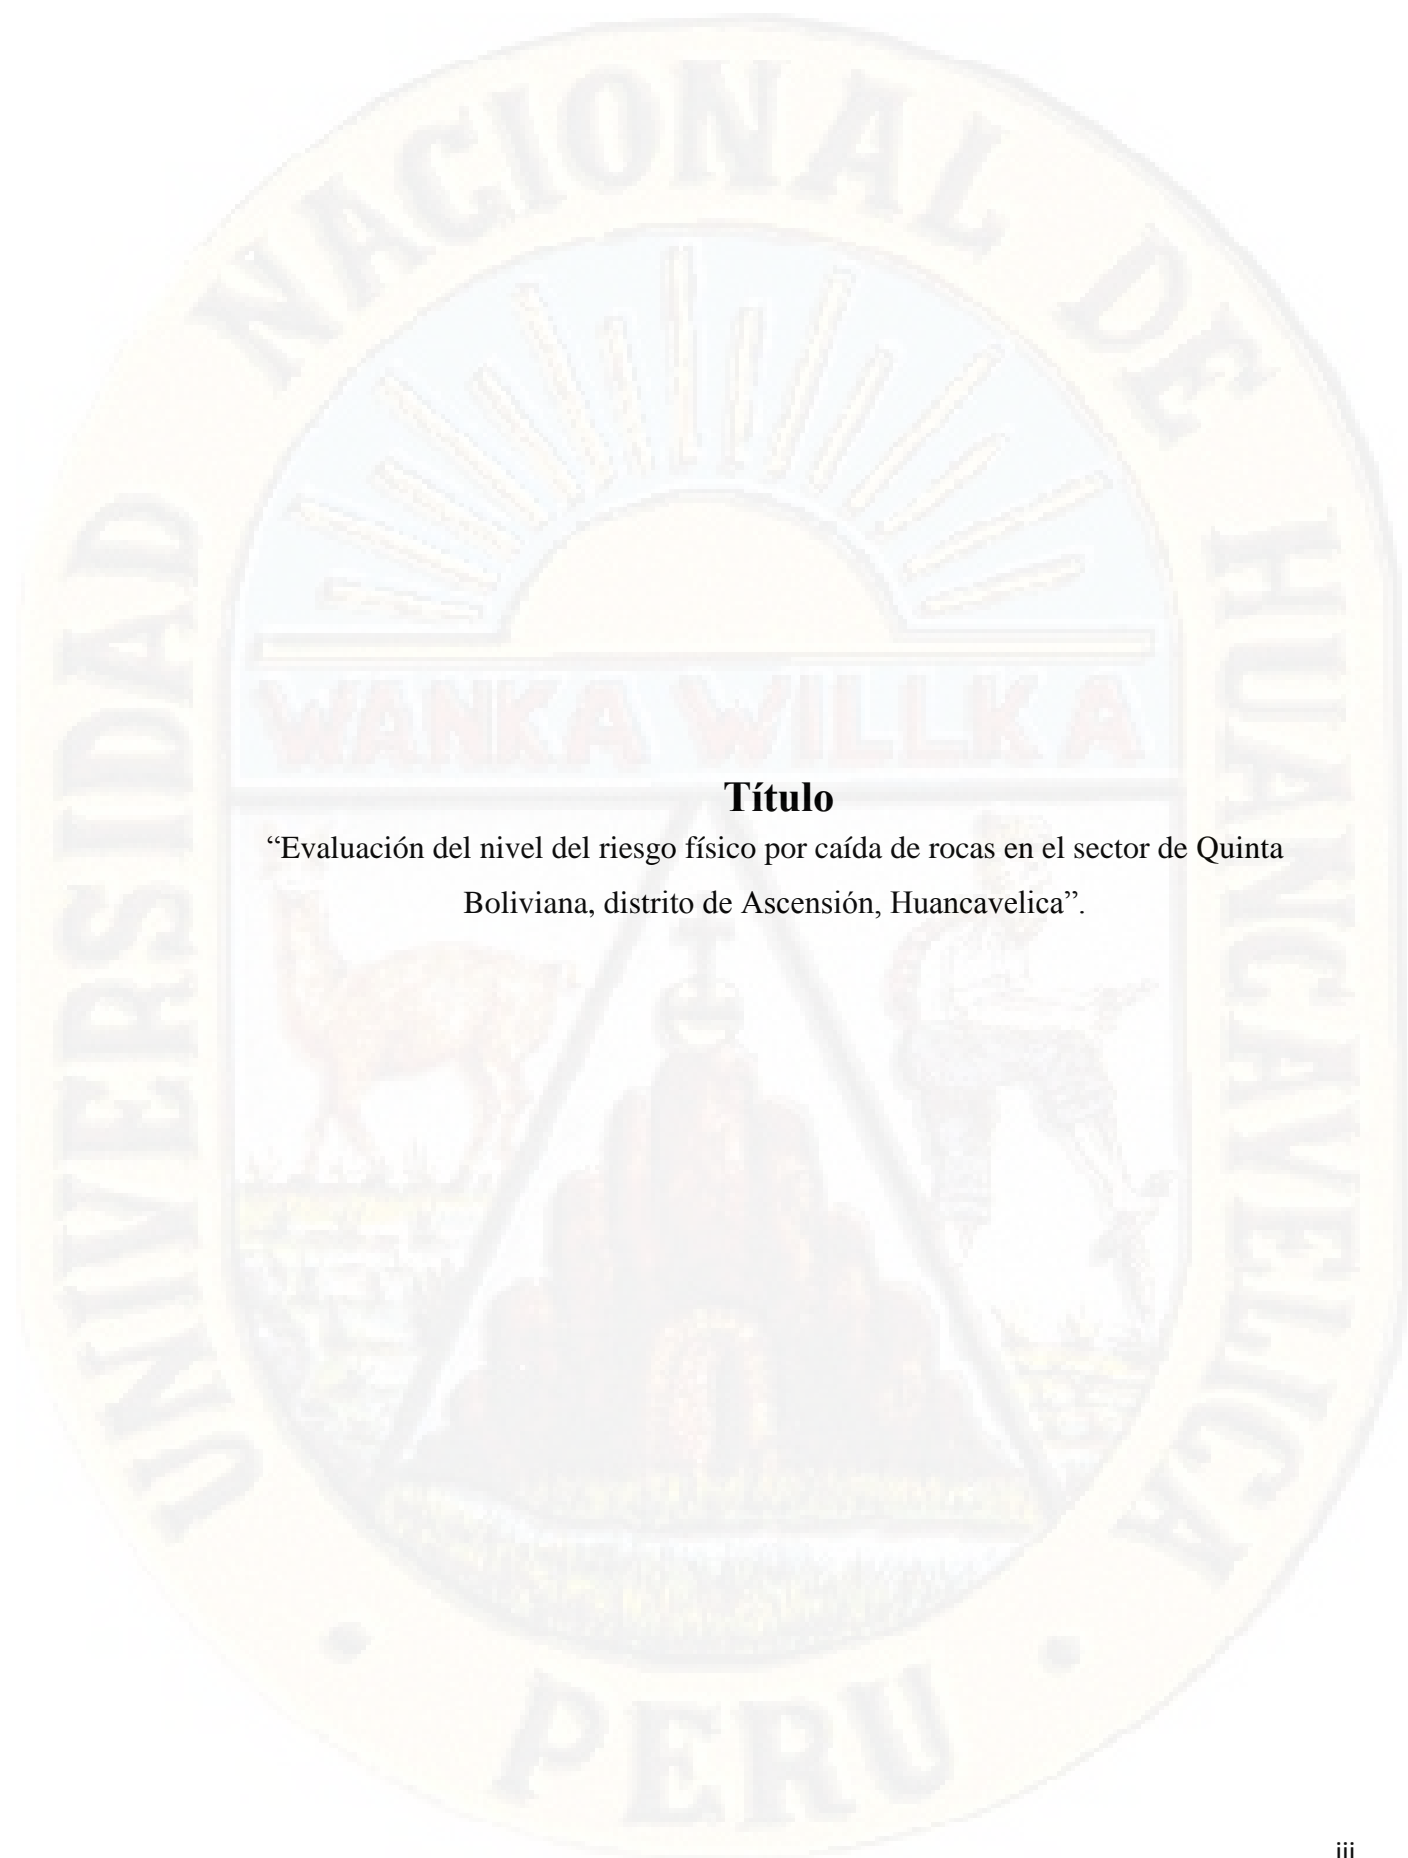 UNIVERSIDAD NACIONAL DE HUANCAVELICA
WANKA WILLKA
Título
“Evaluación del nivel del riesgo físico por caída de rocas en el sector de Quinta
Boliviana, distrito de Ascensión, Huancavelica”.
PERU
iii